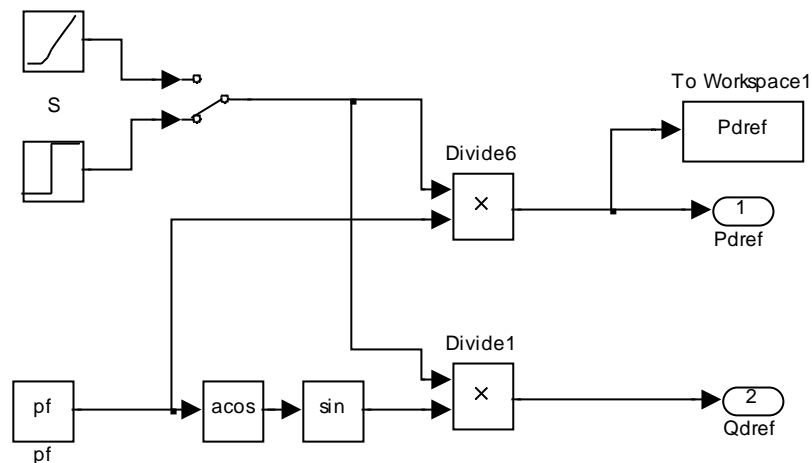 To Workspace1
S
Pdref
Divide6
×
1
Pdref
Divide1
pf
acos
sin
×
2
pf
Qdref